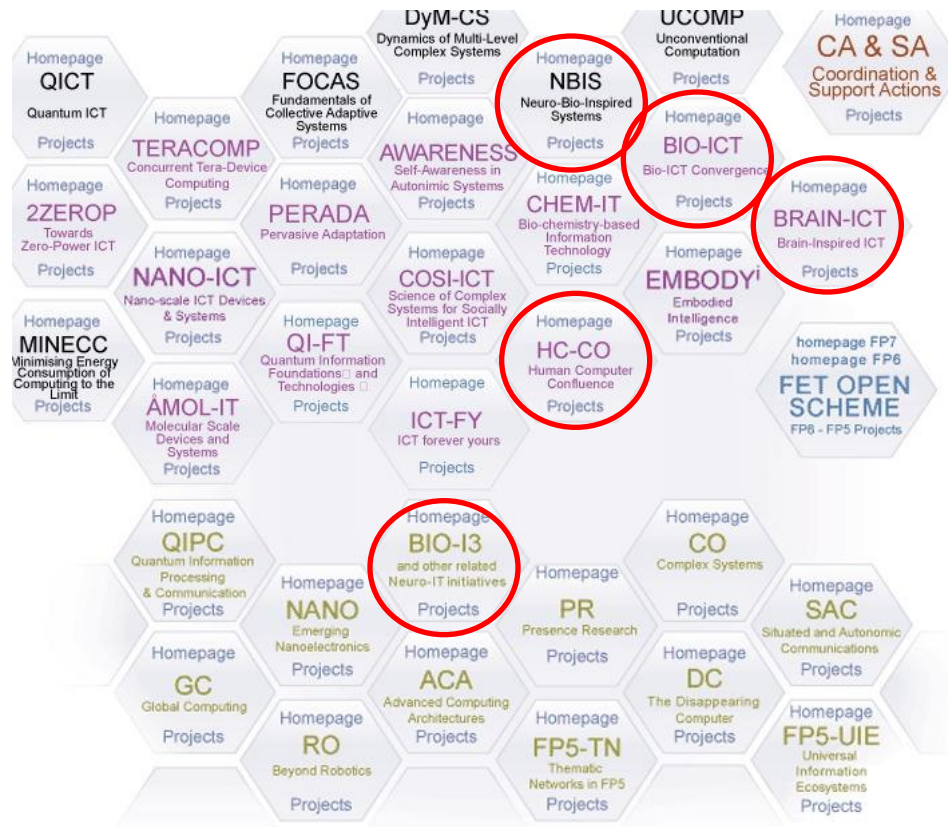 DyM-CS
Dynamics of Multi-Level
Complex Systems
Projects
UCOMP
Unconventional
Computation
Projects
Homepage
CA & SA
Coordination &
Support Actions
Projects
Homepage
QICT
Quantum ICT
Projects
Homepage
FOCAS
Fundamentals of
Collective Adaptive
Systems
Projects
Homepage
NBIS
Neuro-Bio-Inspired
Systems
Projects
Homepage
TERACOMP
Concurrent Tera-Device
Computing
Projects
Homepage
AWARENESS
Self-Awareness in
Autonimic Systems
Projects
Homepage
BIO-ICT
Bio-ICT Convergence
Projects
Homepage
2ZEROP
Towards
Zero-Power ICT
Projects
Homepage
PERADA
Pervasive Adaptation
Projects
Homepage
CHEM-IT
Bio-chemistry-based
Information
Technology
Projects
Homepage
BRAIN-ICT
Brain-Inspired ICT
Projects
Homepage
NANO-ICT
Nano-scale ICT Devices
& Systems
Projects
Homepage
COSI-ICT
Science of Complex
Systems for Socially
Intelligent ICT
Projects
Homepage
EMBODYi
Embodied
Intelligence
Projects
Homepage
MINECC
Minimising Energy
Consumption of
Computing to the
Limit
Projects
Homepage
QI-FT
Quantum Information
Foundations□ and
Technologies □
Projects
Homepage
HC-CO
Human Computer
Confluence
Projects
homepage FP7
homepage FP6
FET OPEN
SCHEME
FP6 - FP5 Projects
ÅMOL-IT
Molecular Scale
Devices and
Systems
Projects
Homepage
ICT-FY
ICT forever yours
Projects
Homepage
QIPC
Quantum Information
Processing
& Communication
Projects
Homepage
BIO-I3
and other related
Neuro-IT initiatives
Projects
Homepage
CO
Complex Systems
Projects
Homepage
NANO
Emerging
Nanoelectronics
Projects
Homepage
PR
Presence Research
Projects
Homepage
SAC
Situated and Autonomic
Communications
Projects
Homepage
GC
Global Computing
Projects
Homepage
ACA
Advanced Computing
Architectures
Projects
Homepage
DC
The Disappearing
Computer
Projects
Homepage
RO
Beyond Robotics
Projects
Homepage
FP5-TN
Thematic
Networks in FP5
Projects
Homepage
FP5-UIE
Universal
Information
Ecosystems
Projects